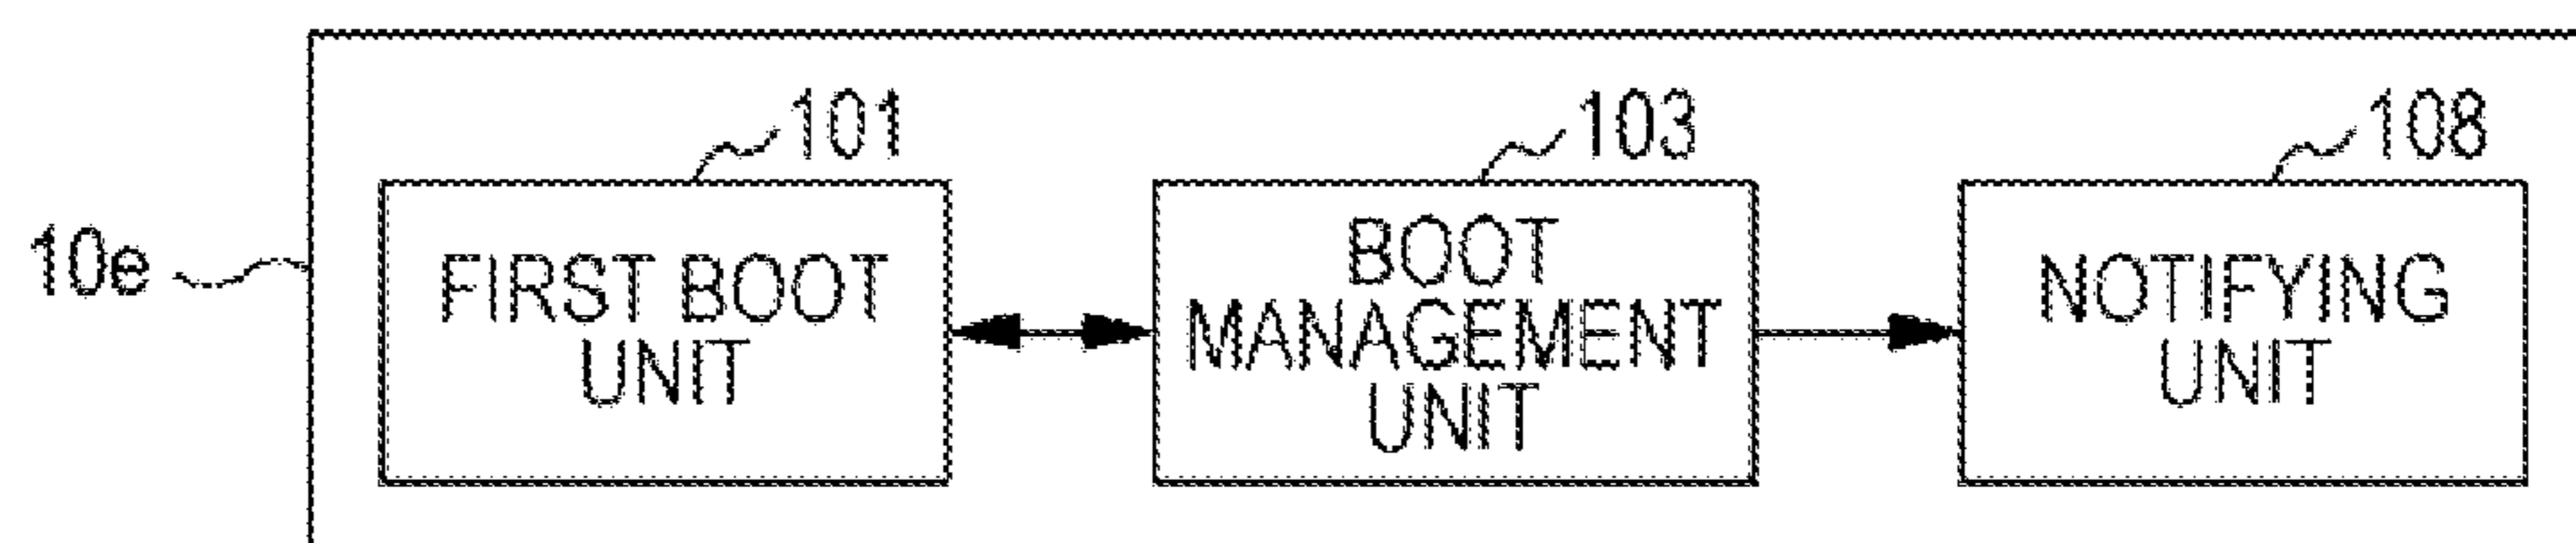 101
103
108
10e
FIRST BOOT
UNIT
BOOT
MANAGEMENT
UNIT
NOTIFYING
UNIT